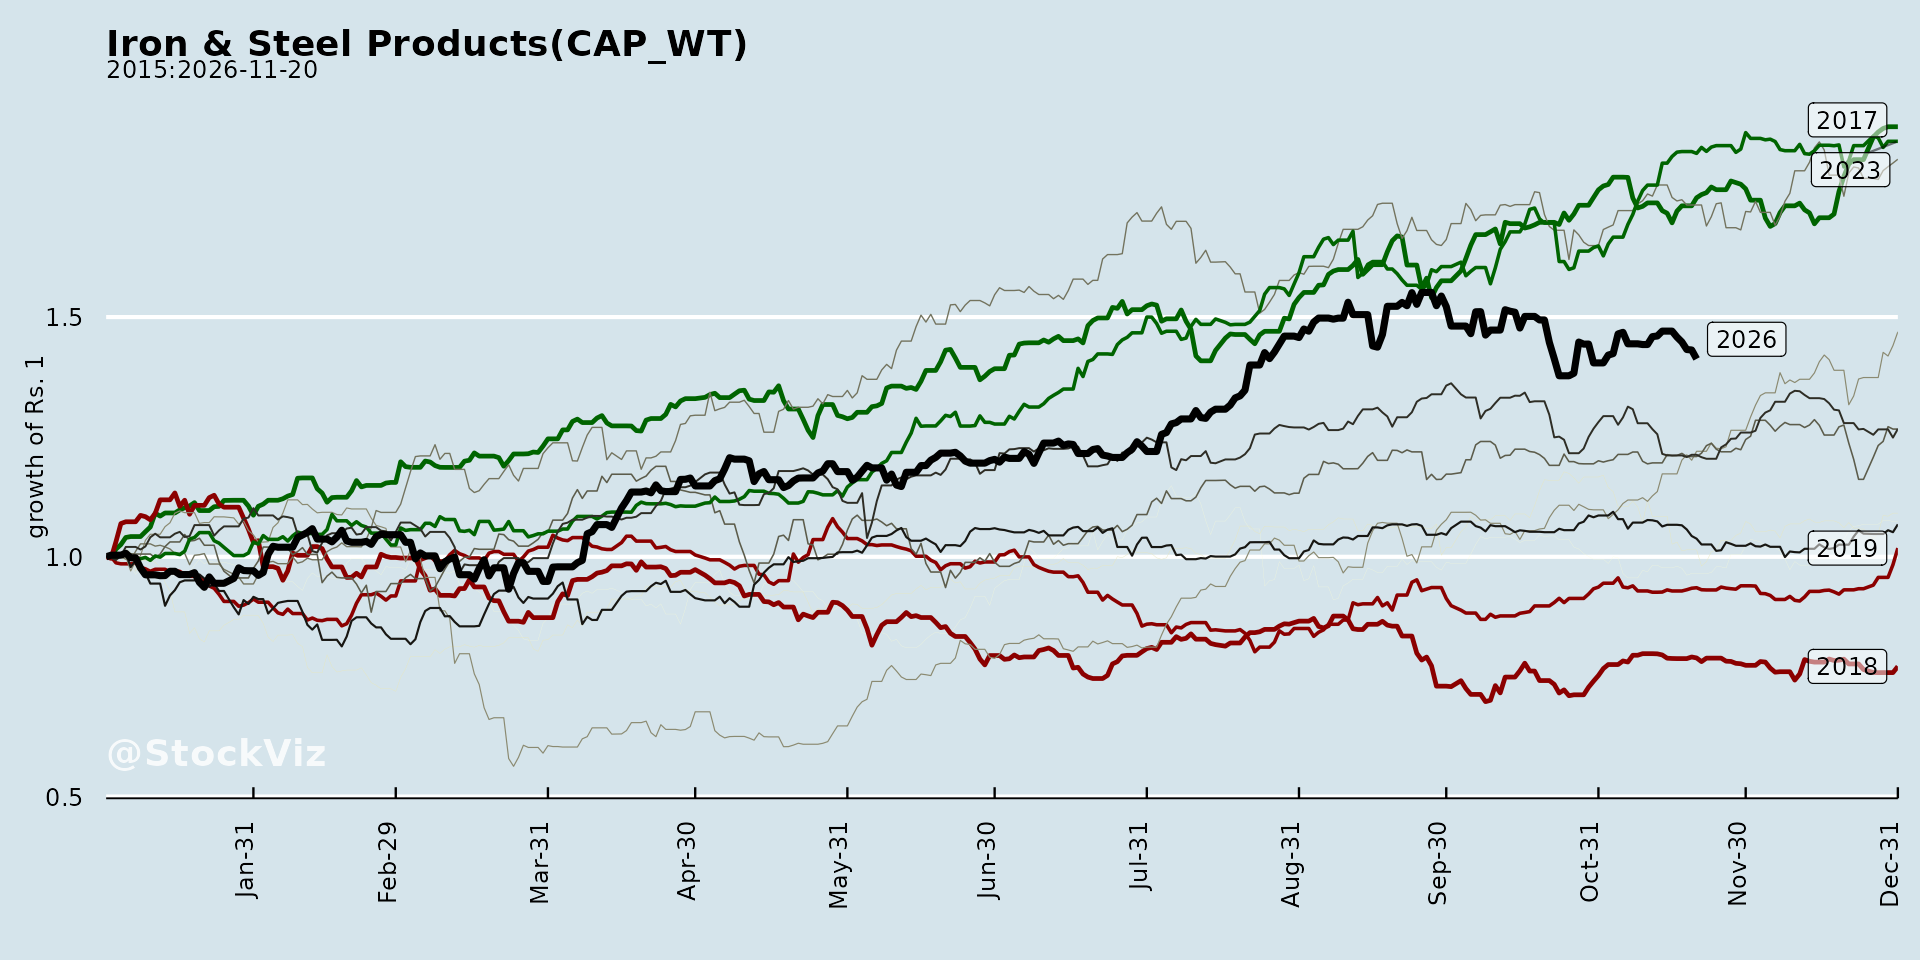 Iron & Steel Products(CAP_WT)
2015:2026-11-20
growth of Rs. 1
1.5
1.0
0.5
2017
2023
2026
2019
2018
@StockViz
Jan-31
Feb-29
Mar-31
Apr-30
May-31
Jun-30
Jul-31
Aug-31
Sep-30
Oct-31
Nov-30
Dec-31